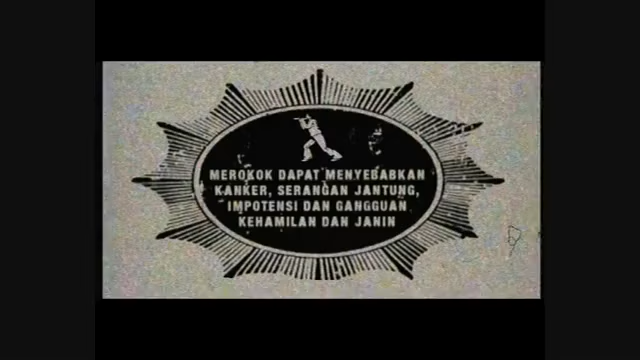 MEROKOK DAPAT MENYEBABKAN
KANKER, SERANGAN JANTUNG,
IMPOTENSI DAN GANGGUAN
KEHAMILAN DAN JANIN